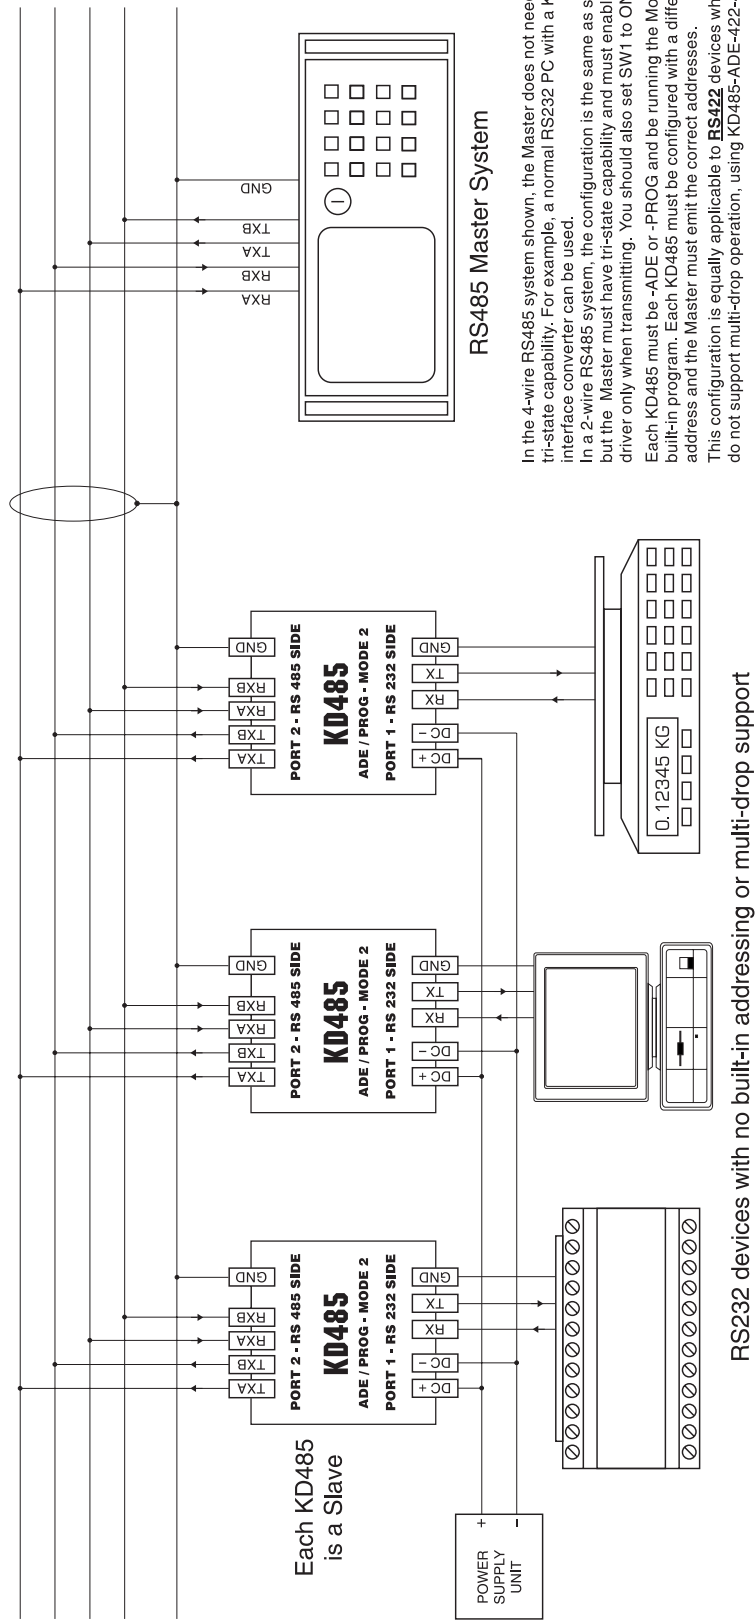 GND
TXB
TXA
RXB
RXA
RS485 Master System
In the 4-wire RS485 system shown, the Master does not need
tri-state capability. For example, a normal RS232 PC with a
interface converter can be used.
In a 2-wire RS485 system, the configuration is the same as
but the Master must have tri-state capability and must
driver only when transmitting. You should also set SW1 to
Each KD485 must be -ADE or -PROG and be running the
built-in program. Each KD485 must be configured with a
address and the Master must emit the correct addresses.
This configuration is equally applicable to RS422 devices
do not support multi-drop operation, using
Each KD485
is a Slave
TXA
TXB
RXA
RXB
GND
PORT 2 - RS 485 SIDE
KD485
ADE / PROG - MODE 2
PORT 1 - RS 232 SIDE
DC +
DC -
RX
TX
GND
TXA
TXB
RXA
RXB
GND
PORT 2 - RS 485 SIDE
KD485
ADE / PROG - MODE 2
PORT 1 - RS 232 SIDE
DC +
DC -
RX
TX
GND
TXA
TXB
RXA
RXB
GND
PORT 2 - RS 485 SIDE
KD485
ADE / PROG - MODE 2
PORT 1 - RS 232 SIDE
DC +
DC -
RX
TX
GND
POWER
SUPPLY
UNIT
+
-
0.12345 KG
RS232 devices with no built-in addressing or multi-drop support